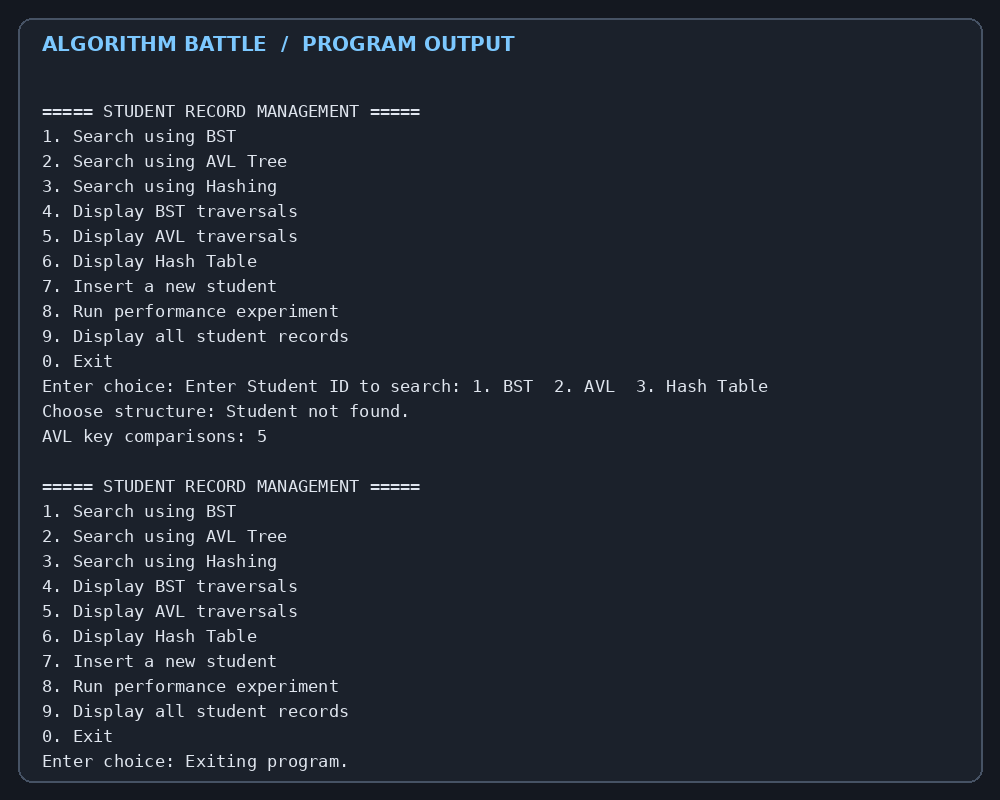 ALGORITHM BATTLE / PROGRAM OUTPUT
===== STUDENT RECORD MANAGEMENT =====
1. Search using BST
2. Search using AVL Tree
3. Search using Hashing
4. Display BST traversals
5. Display AVL traversals
6. Display Hash Table
7. Insert a new student
8. Run performance experiment
9. Display all student records
0. Exit
Enter choice: Enter Student ID to search: 1. BST  2. AVL  3. Hash Table
Choose structure: Student not found.
AVL key comparisons: 5
===== STUDENT RECORD MANAGEMENT =====
1. Search using BST
2. Search using AVL Tree
3. Search using Hashing
4. Display BST traversals
5. Display AVL traversals
6. Display Hash Table
7. Insert a new student
8. Run performance experiment
9. Display all student records
0. Exit
Enter choice: Exiting program.